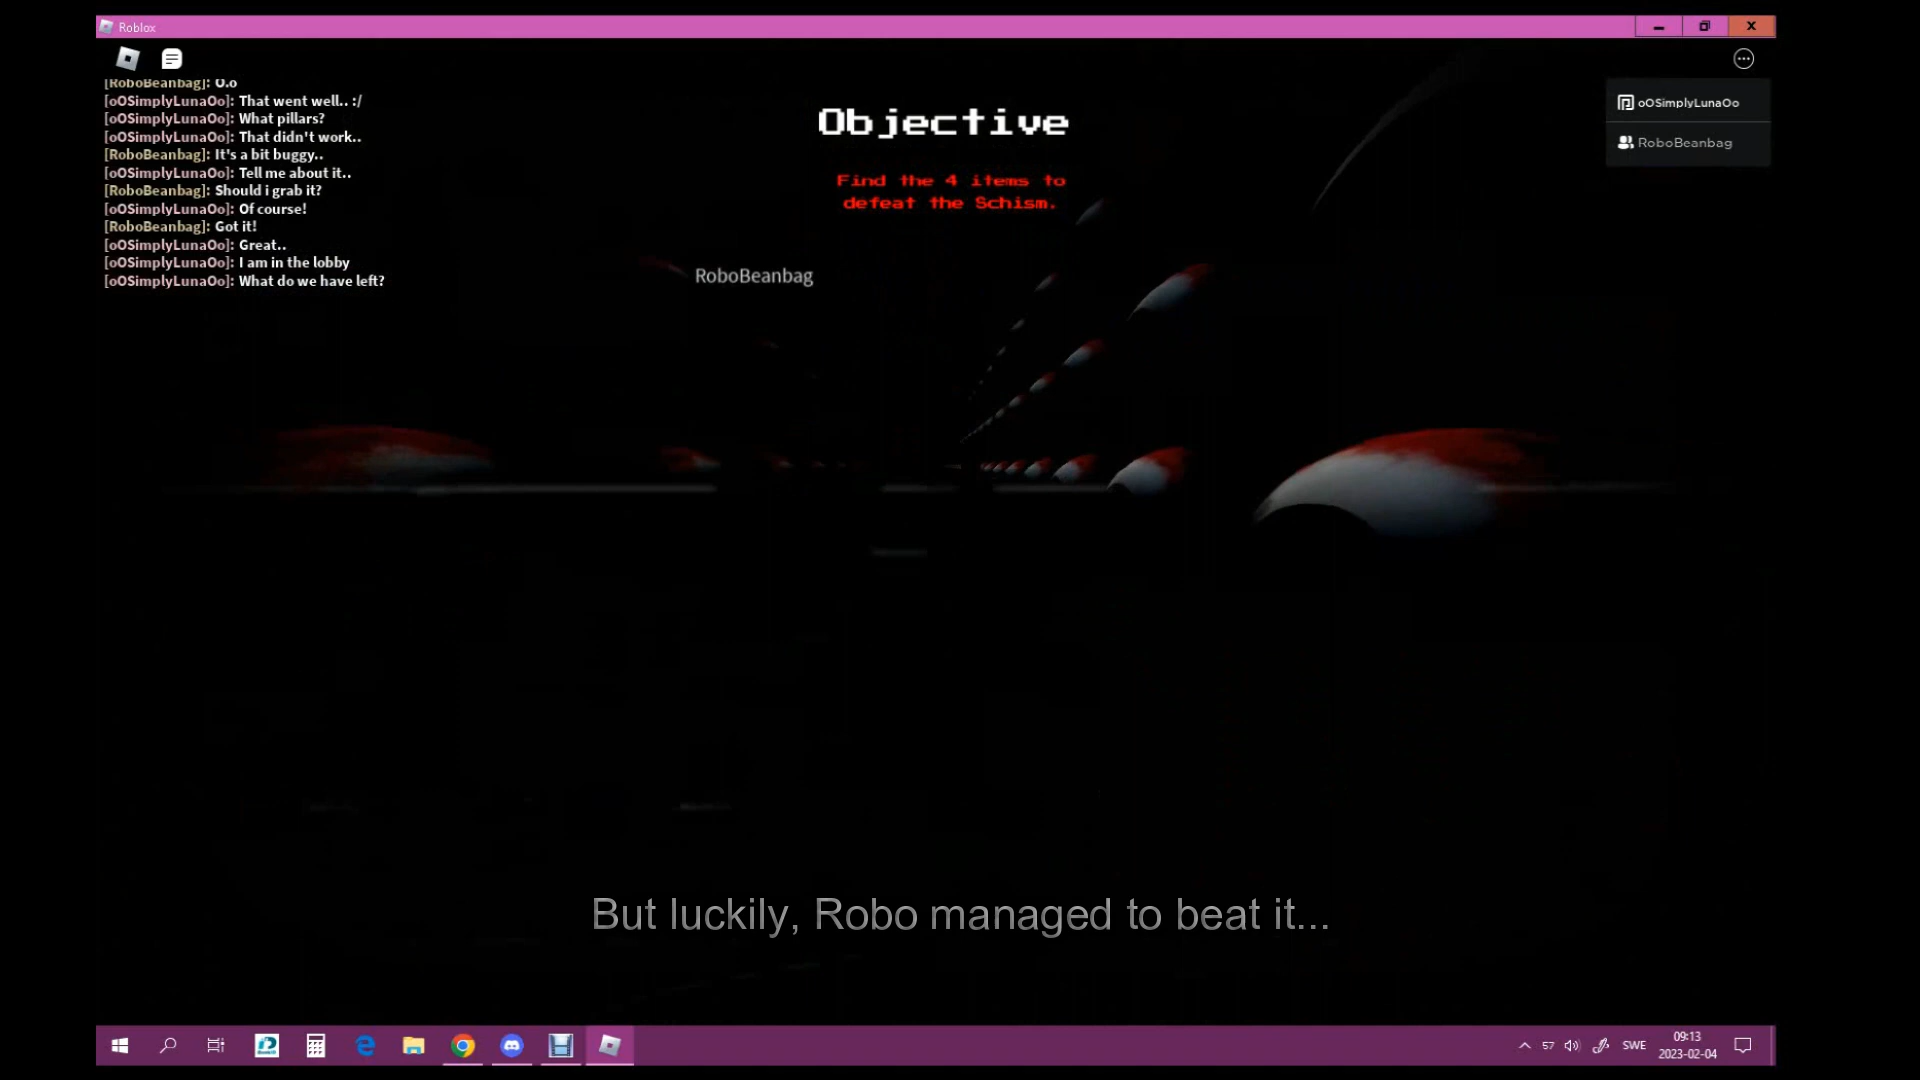 Roblox
[RoboBeanbag]: O.o
[oOSimplyLunaOo]: That went well.. :/
[oOSimplyLunaOo]: What pillars?
[oOSimplyLunaOo]: That didn't work..
[RoboBeanbag]: It's a bit buggy..
[oOSimplyLunaOo]: Tell me about it..
[RoboBeanbag]: Should i grab it?
[oOSimplyLunaOo]: Of course!
[RoboBeanbag]: Got it!
[oOSimplyLunaOo]: Great..
[oOSimplyLunaOo]: I am in the lobby
[oOSimplyLunaOo]: What do we have left?
Objective
Find the 4 items to
defeat the Schism.
oOSimplyLunaOo
RoboBeanbag
RoboBeanbag
But luckily, Robo managed to beat it...
57
SWE
09:13
2023-02-04